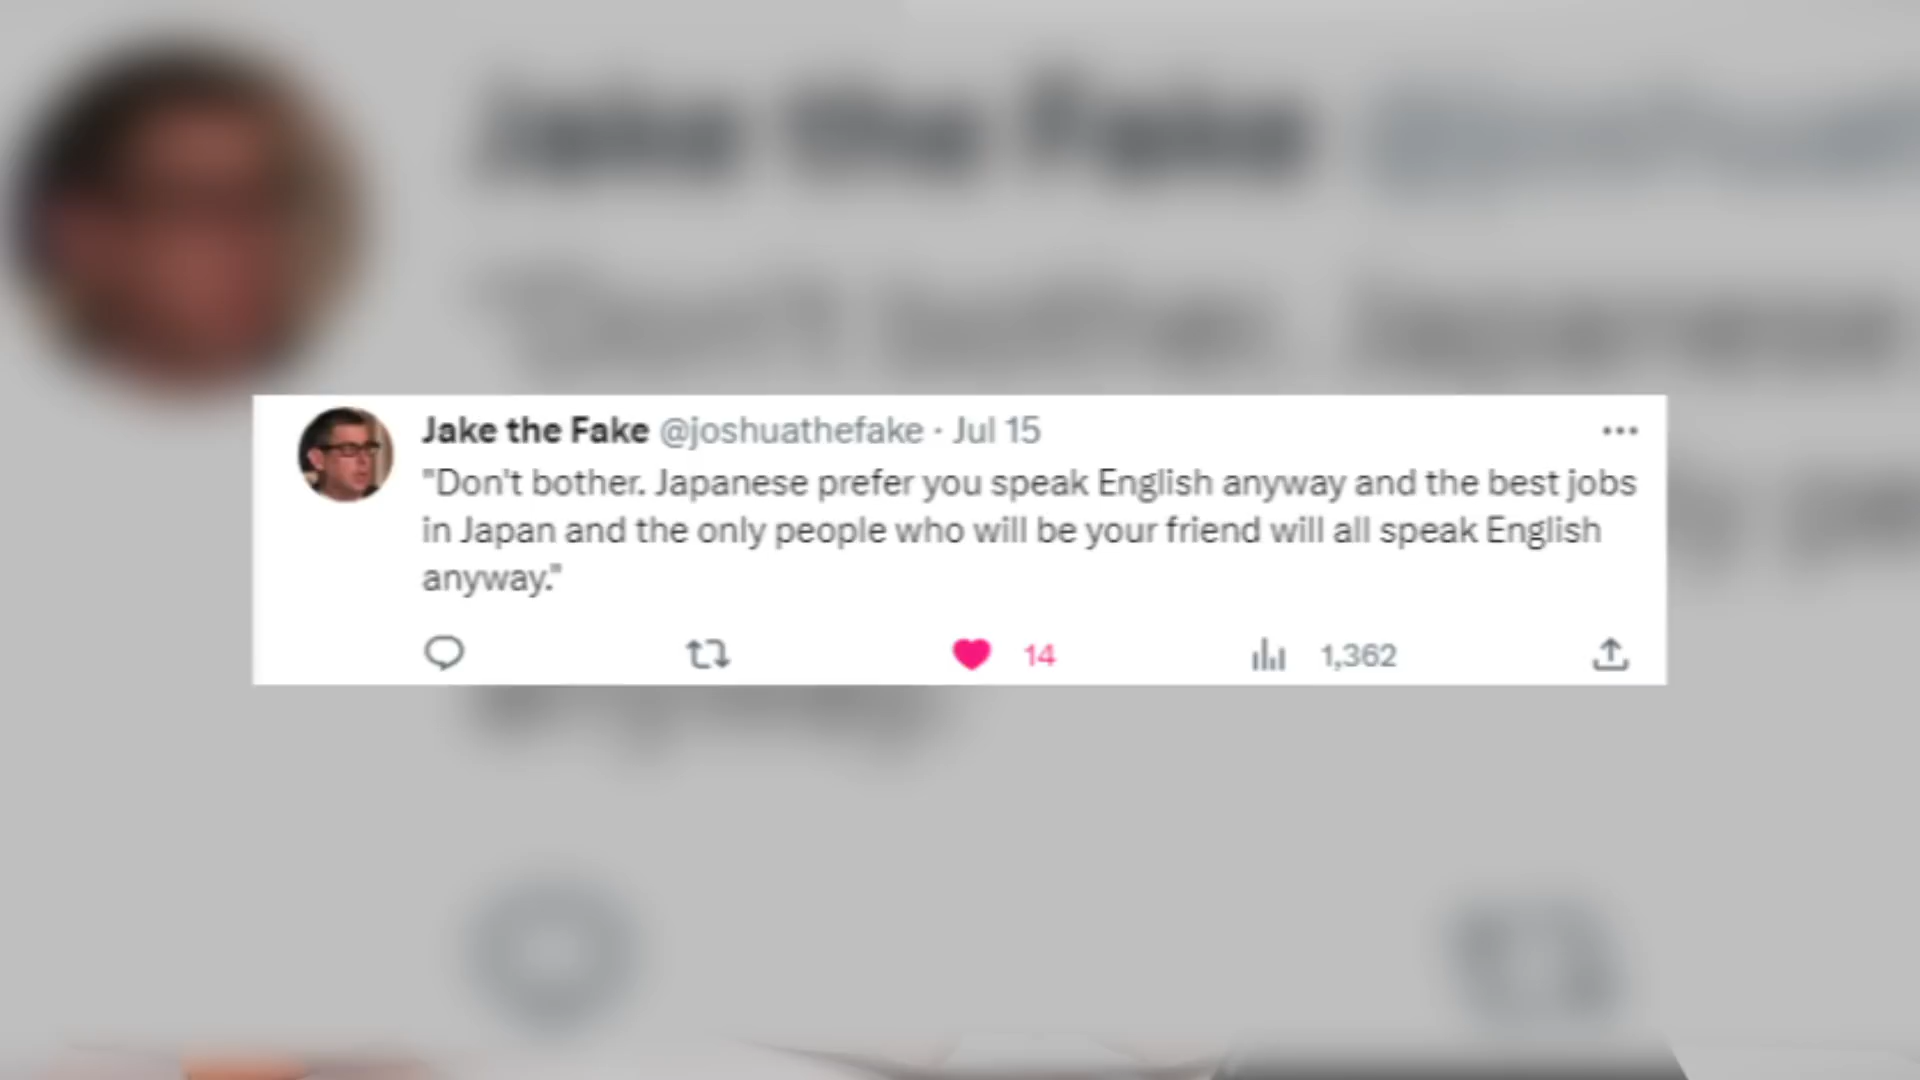 Jake the Fake @joshuathefake · Jul 15
"Don't bother. Japanese prefer you speak English anyway and the best jobs
in Japan and the only people who will be your friend will all speak English
anyway."
14 1,362